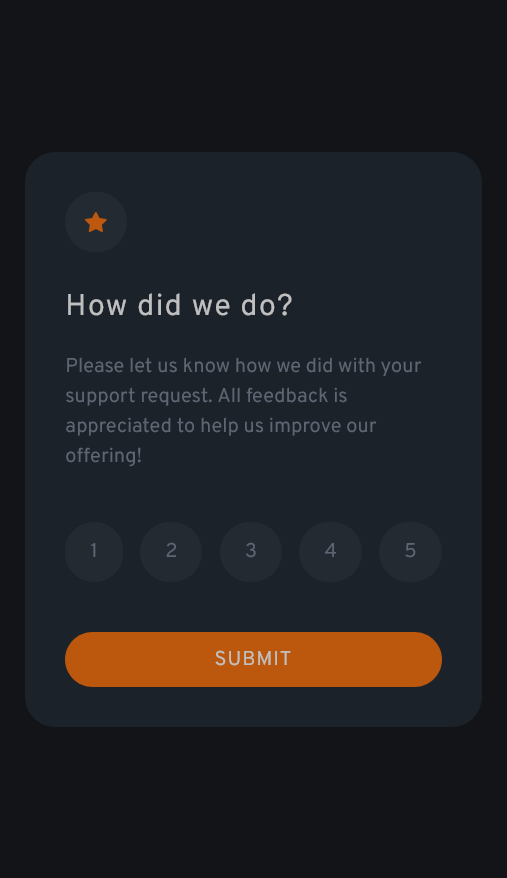 How did we do?
Please let us know how we did with your
support request. All feedback is
appreciated to help us improve our
offering!
1 2 3 4 5
SUBMIT